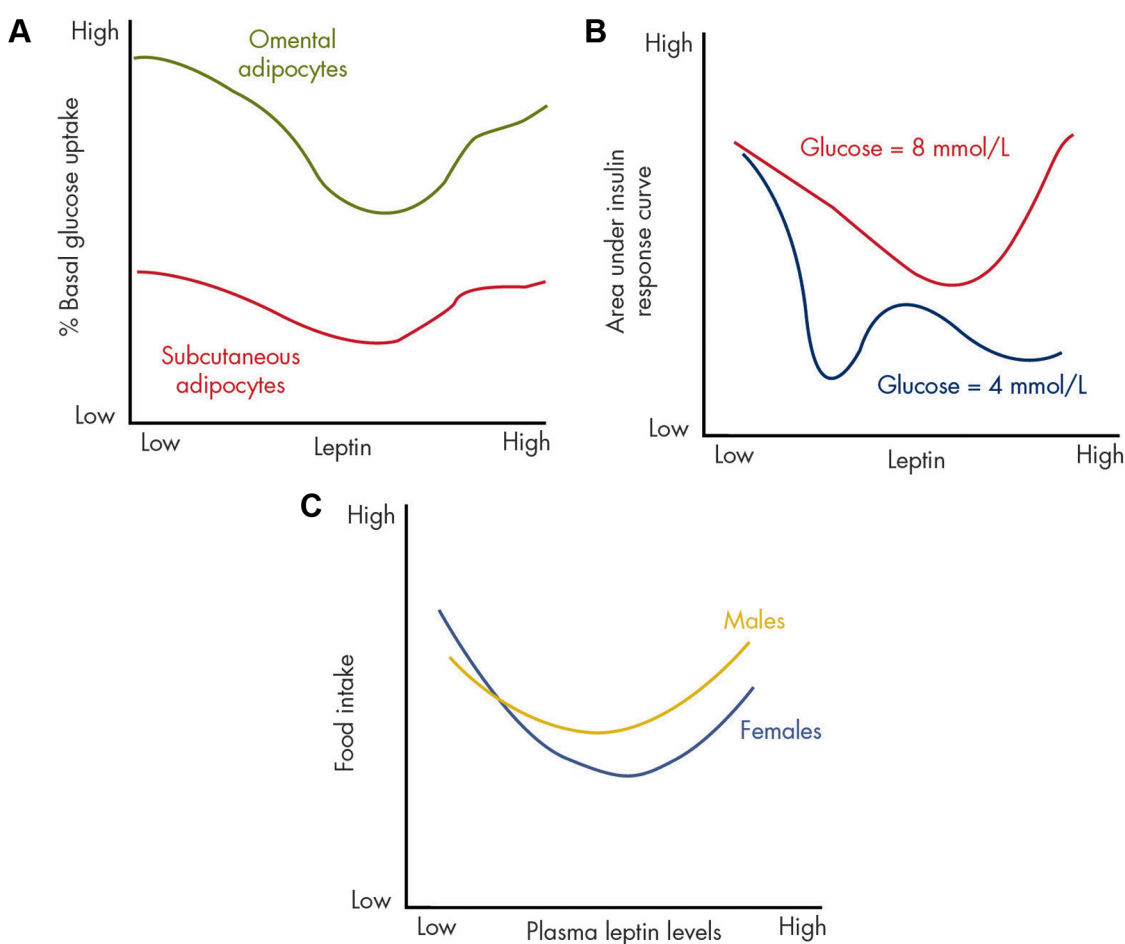 A
High
Omental
adipocytes
% Basal glucose uptake
Subcutaneous
adipocytes
Low
Low
Leptin
High
B
High
Glucose = 8 mmol/L
Area under insulin
response curve
Glucose = 4 mmol/L
Low
Low
Leptin
High
C
High
Males
Food intake
Females
Low
Low
Plasma leptin levels
High